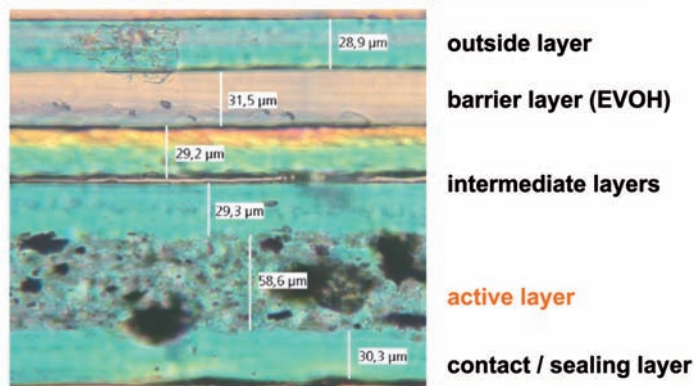 28,9 µm
outside layer
31,5 µm
barrier layer (EVOH)
29,2 µm
intermediate layers
29,3 µm
58,6 µm
active layer
30,3 µm
contact / sealing layer